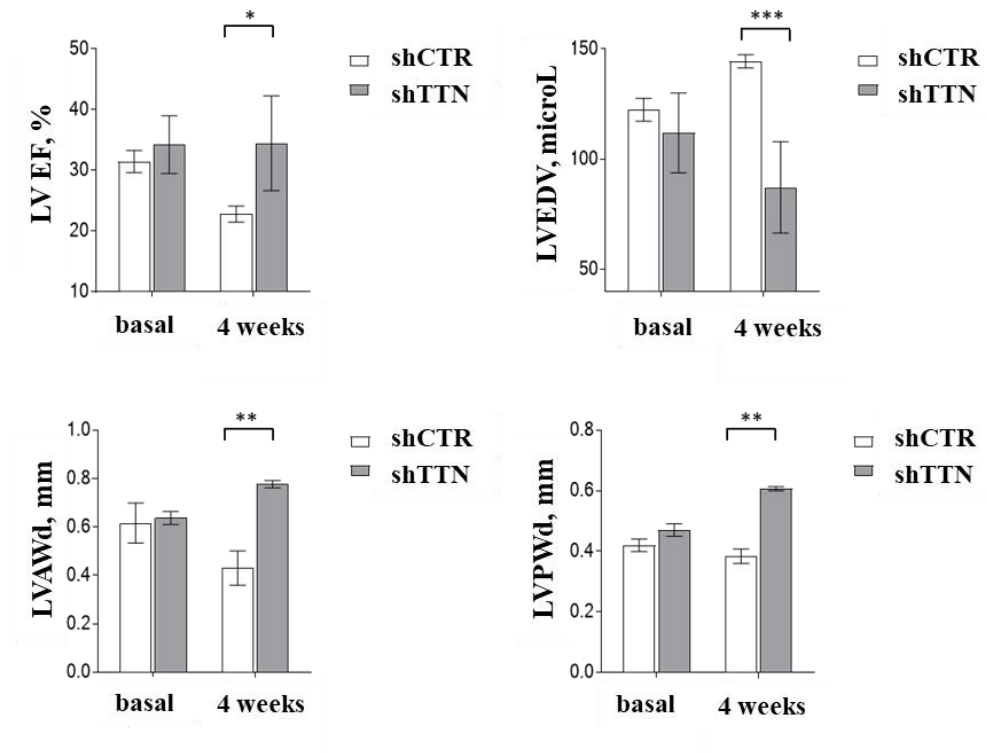 *
50
40
30
20
10
LV EF, %
shCTR
shTTN
basal
4 weeks
***
150
100
50
LVEDV, microL
shCTR
shTTN
basal
4 weeks
**
1.0
0.8
0.6
0.4
0.2
0.0
LVAWd, mm
shCTR
shTTN
basal
4 weeks
**
0.8
0.6
0.4
0.2
0.0
LVPWd, mm
shCTR
shTTN
basal
4 weeks